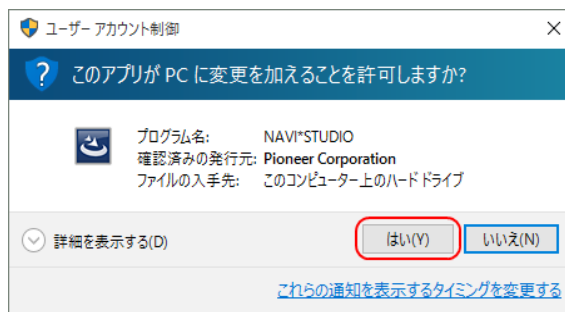 ユーザー アカウント制御
このアプリが PC に変更を加えることを許可しますか?
プログラム名: NAVI*STUDIO
確認済みの発行元: Pioneer Corporation
ファイルの入手先: このコンピューター上のハード ドライブ
詳細を表示する(D) はい(Y) いいえ(N)
これらの通知を表示するタイミングを変更する